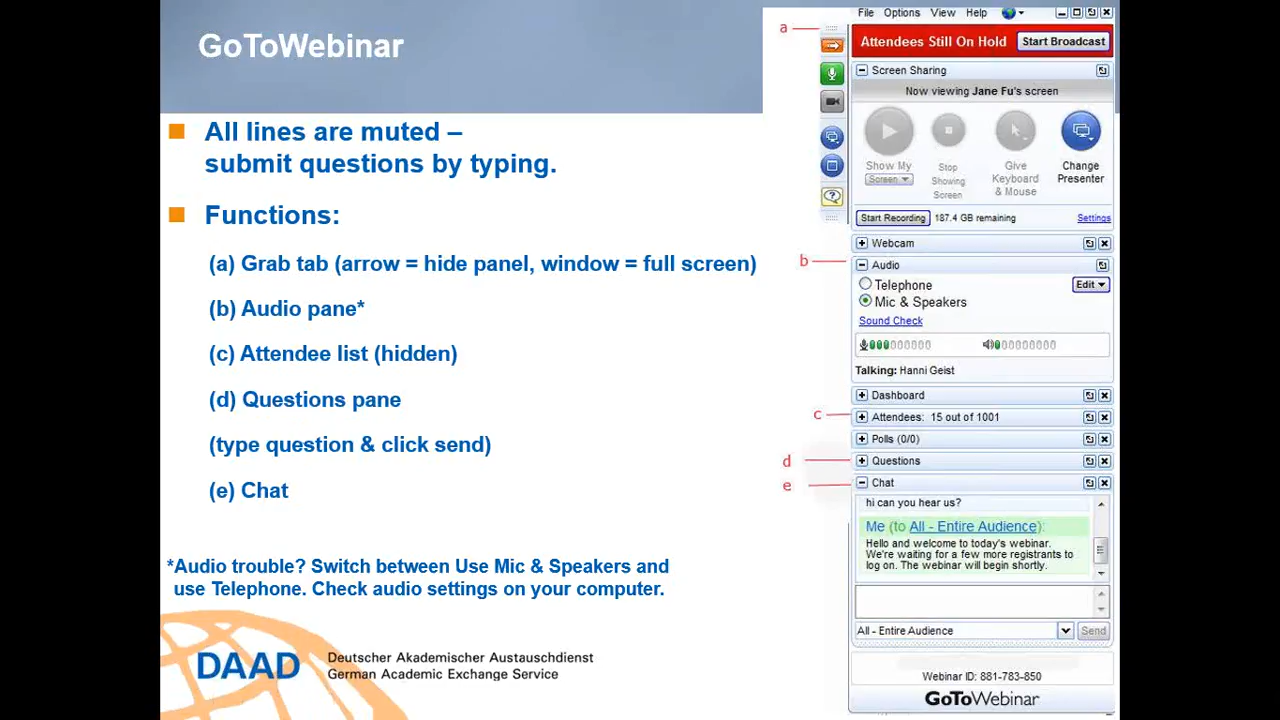 GoToWebinar
All lines are muted –
submit questions by typing.
Functions:
(a) Grab tab (arrow = hide panel, window = full screen)
(b) Audio pane*
(c) Attendee list (hidden)
(d) Questions pane
(type question & click send)
(e) Chat
*Audio trouble? Switch between Use Mic & Speakers and
use Telephone. Check audio settings on your computer.
DAAD
Deutscher Akademischer Austauschdienst
German Academic Exchange Service
a
b
c
d
e
File Options View Help
Attendees Still On Hold Start Broadcast
Screen Sharing
Now viewing Jane Fu's screen
Show My
Screen
Stop
Showing
Screen
Give
Keyboard
& Mouse
Change
Presenter
Start Recording 187.4 GB remaining Settings
Webcam
Audio
Telephone Edit
Mic & Speakers
Sound Check
Talking: Hanni Geist
Dashboard
Attendees: 15 out of 1001
Polls (0/0)
Questions
Chat
hi can you hear us?
Me (to All - Entire Audience):
Hello and welcome to today's webinar.
We're waiting for a few more registrants to
log on. The webinar will begin shortly.
All - Entire Audience Send
Webinar ID: 881-783-850
GoToWebinar